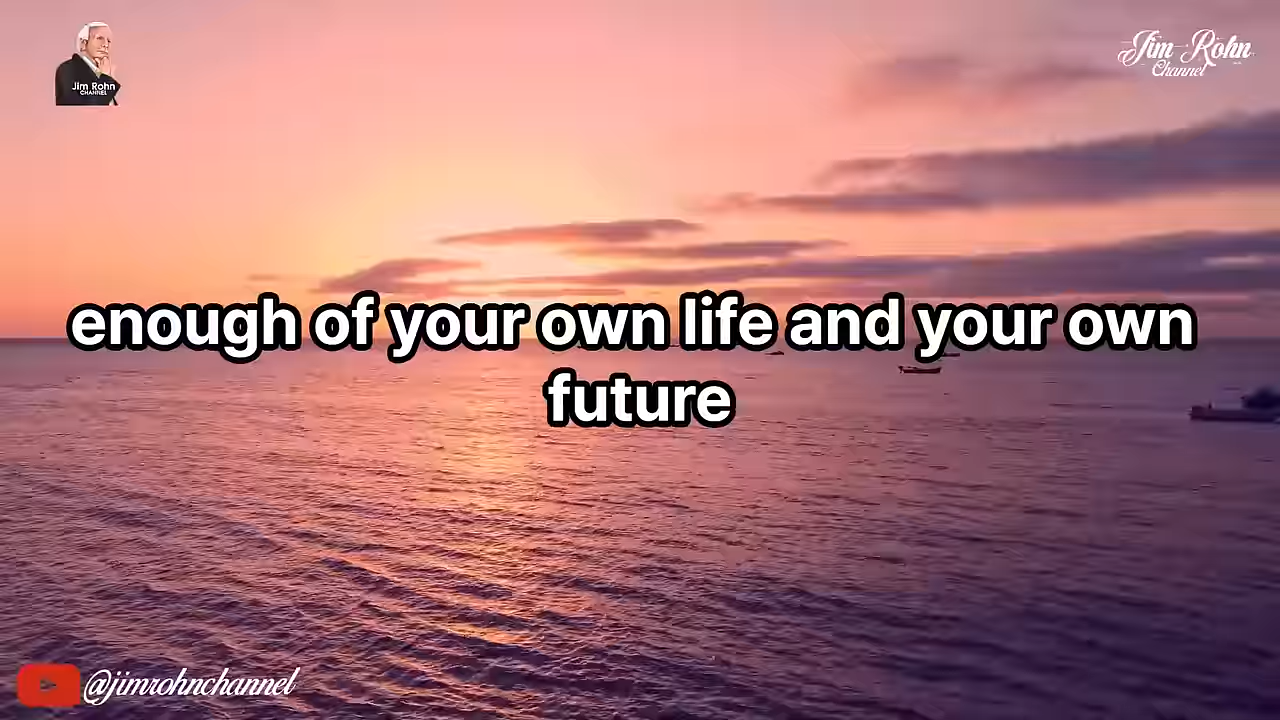 Jim Rohn
CHANNEL
Jim Rohn
Channel
enough of your own life and your own
future
@jimrohnchannel